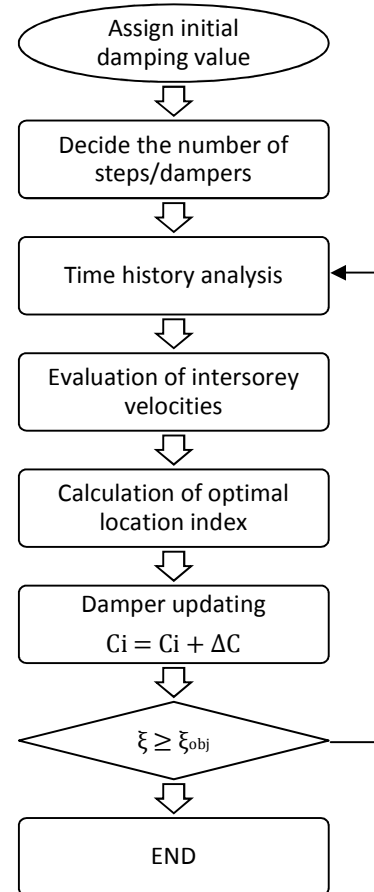 Assign initial
damping value
Decide the number of
steps/dampers
Time history analysis
Evaluation of intersorey
velocities
Calculation of optimal
location index
Damper updating
Ci = Ci + ΔC
ξ ≥ ξobj
END